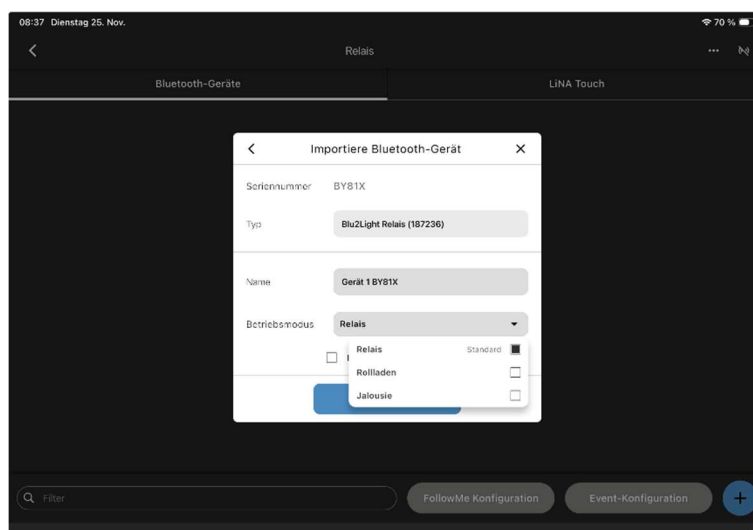 08:37 Dienstag 25. Nov. 70 %
Relais
Bluetooth-Geräte LiNA Touch
Importiere Bluetooth-Gerät
Seriennummer BY81X
Typ Blu2Light Relais (187236)
Name Gerät 1 BY81X
Betriebsmodus Relais
Relais Standard
Rollladen
Jalousie
Filter FollowMe Konfiguration Event-Konfiguration